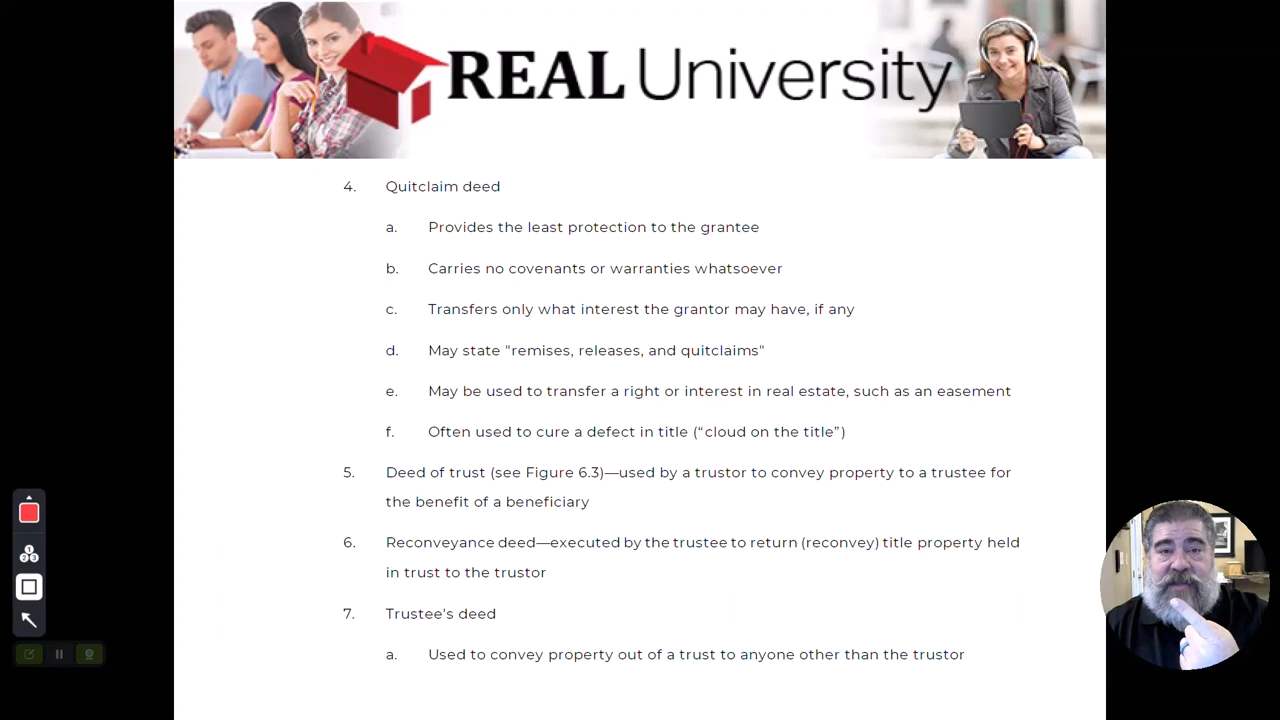 REAL University
4. Quitclaim deed
a. Provides the least protection to the grantee
b. Carries no covenants or warranties whatsoever
c. Transfers only what interest the grantor may have, if any
d. May state "remises, releases, and quitclaims"
e. May be used to transfer a right or interest in real estate, such as an easement
f. Often used to cure a defect in title (“cloud on the title”)
5. Deed of trust (see Figure 6.3)—used by a trustor to convey property to a trustee for
the benefit of a beneficiary
6. Reconveyance deed—executed by the trustee to return (reconvey) title property held
in trust to the trustor
7. Trustee's deed
a. Used to convey property out of a trust to anyone other than the trustor
1
2 3